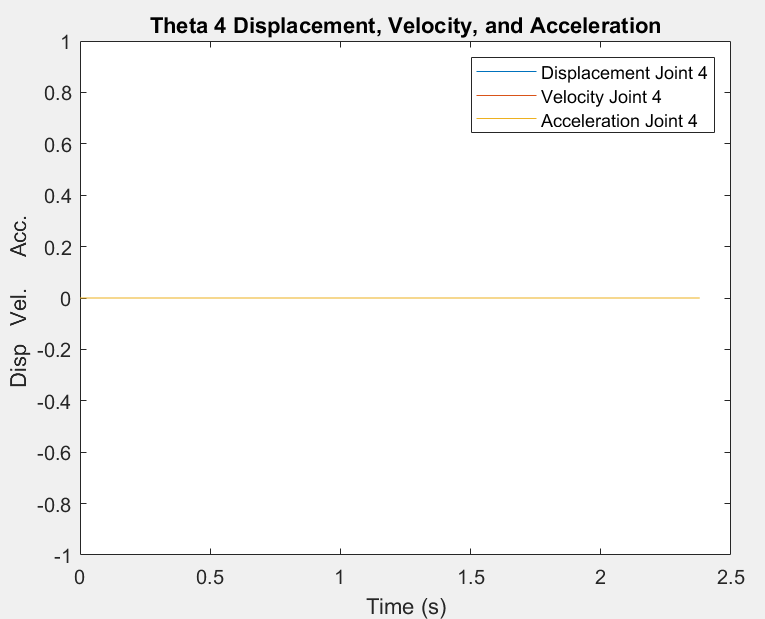 Theta 4 Displacement, Velocity, and Acceleration
1
0.8
0.6
0.4
0.2
0
-0.2
-0.4
-0.6
-0.8
-1
Disp Vel. Acc.
Displacement Joint 4
Velocity Joint 4
Acceleration Joint 4
0 0.5 1 1.5 2 2.5
Time (s)